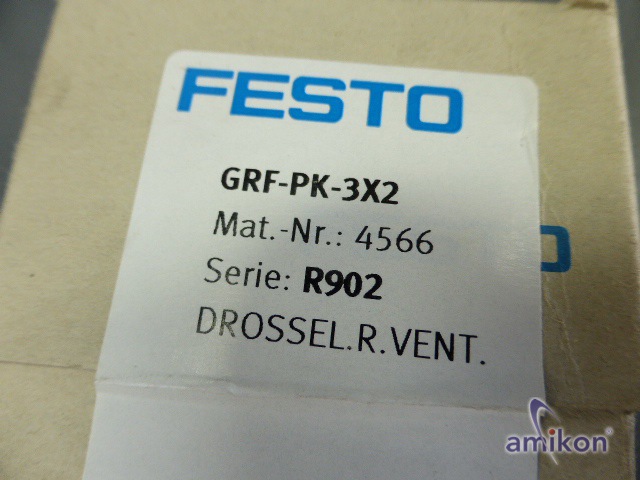 FESTO
GRF-PK-3X2
Mat.-Nr.: 4566
Serie: R902
DROSSEL.R.VENT.
amikon®